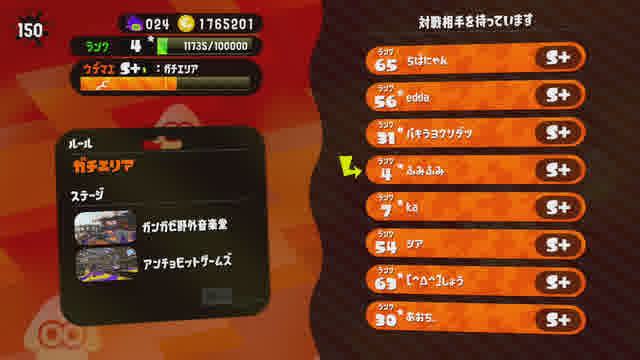 150
024 1765201
ランク 4* 11735/100000
ウデマエ S+1 : ガチエリア
ルール
ガチエリア
ステージ
ガンガゼ野外音楽堂
アンチョビットゲームズ
対戦相手を待っています
ランク 65 ちはにゃん S+
ランク 56* edda S+
ランク 31* パキラヨクソダツ S+
ランク 4* ふみふみ S+
ランク 7* ka S+
ランク 54 シア S+
ランク 63* [^Δ^]しょう S+
ランク 30* あおち. S+